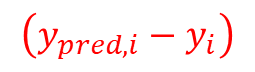 (y_{pred,i} − y_i)